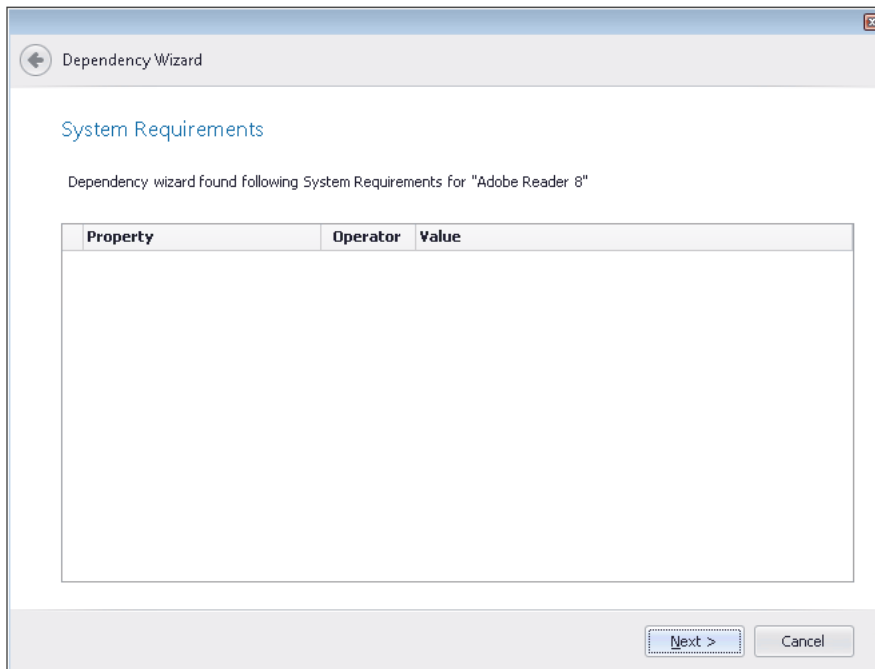 Dependency Wizard
System Requirements
Dependency wizard found following System Requirements for "Adobe Reader 8"
Property Operator Value
Next > Cancel